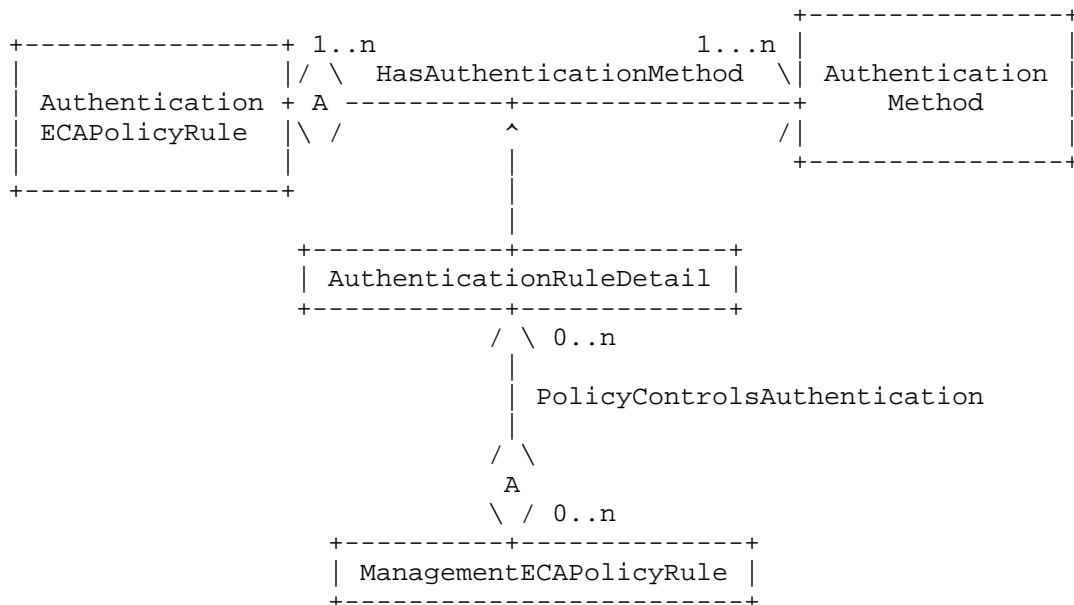 1..n 1...n
HasAuthenticationMethod Authentication
Authentication A Method
ECAPolicyRule
AuthenticationRuleDetail
0..n
PolicyControlsAuthentication
A
0..n
ManagementECAPolicyRule